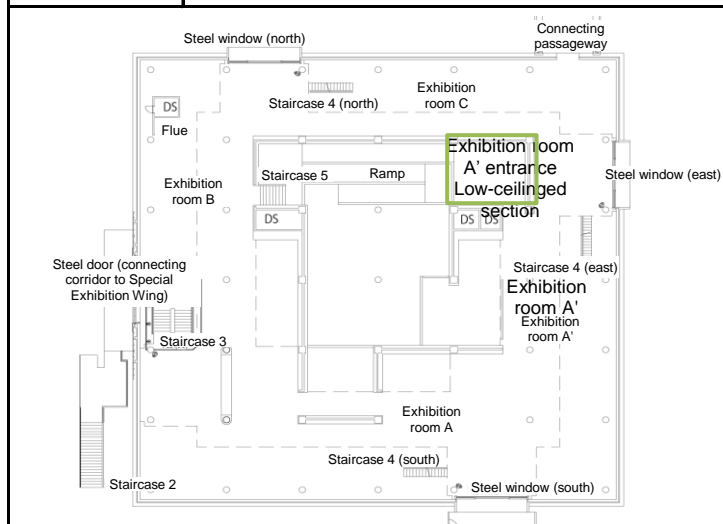 Connecting
passageway
Steel window (north)
Exhibition
room C
Staircase 4 (north)
DS
Flue
Exhibition room
A’ entrance
Low-ceilinged
section
Staircase 5
Ramp
Steel window (east)
Exhibition
room B
DS
DS
DS
Steel door (connecting
corridor to Special
Exhibition Wing)
Staircase 4 (east)
Exhibition
room A'
Exhibition
room A'
Staircase 3
Exhibition
room A
Staircase 4 (south)
Staircase 2
Steel window (south)